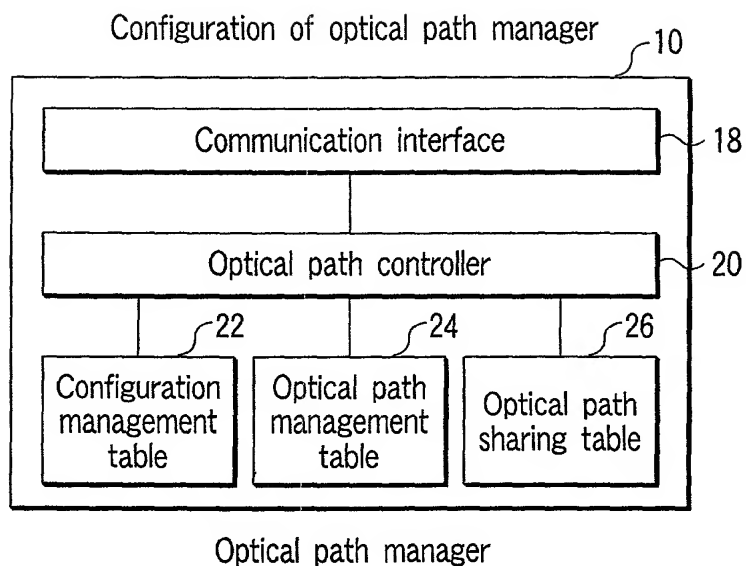 Configuration of optical path manager
10
Communication interface
18
Optical path controller
20
22
24
26
Configuration
management
table
Optical path
management
table
Optical path
sharing table
Optical path manager